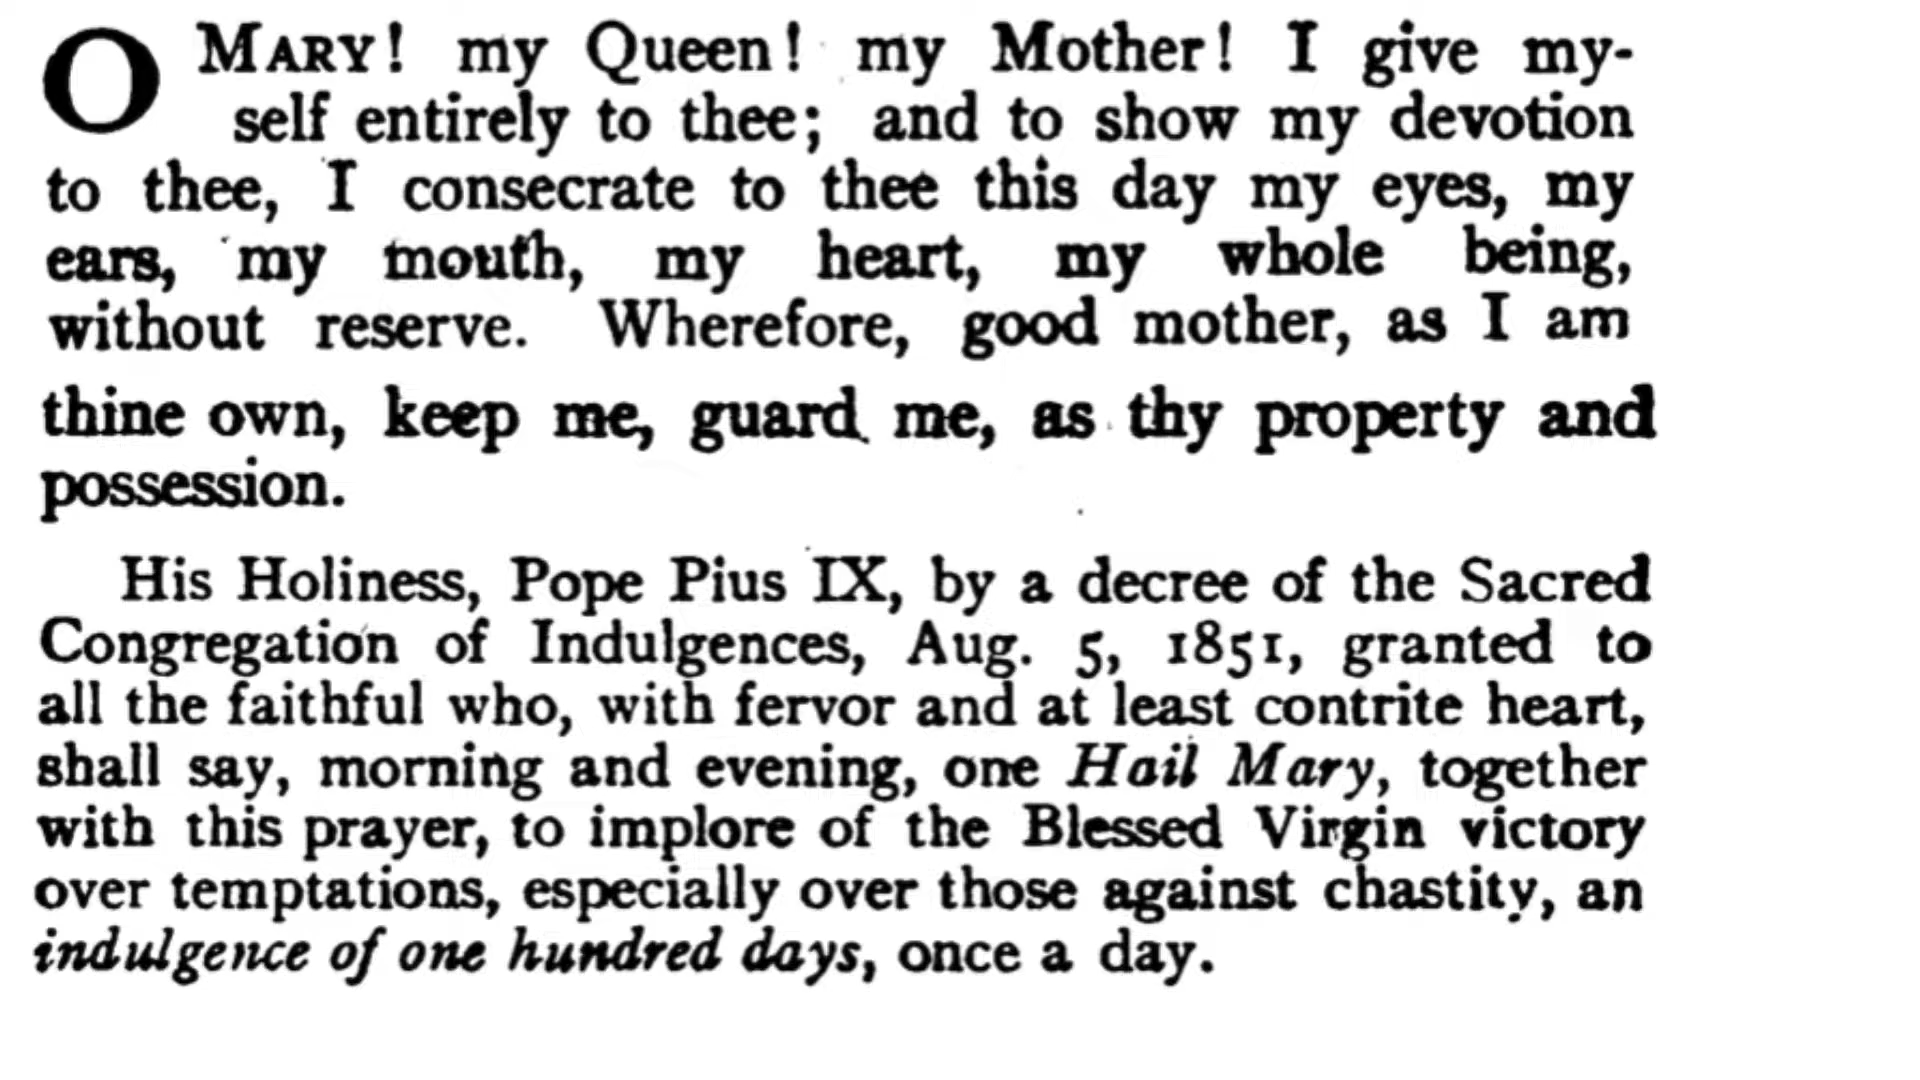 O MARY! my Queen! my Mother! I give my-
self entirely to thee; and to show my devotion
to thee, I consecrate to thee this day my eyes, my
ears, my mouth, my heart, my whole being,
without reserve. Wherefore, good mother, as I am
thine own, keep me, guard me, as thy property and
possession.
His Holiness, Pope Pius IX, by a decree of the Sacred
Congregation of Indulgences, Aug. 5, 1851, granted to
all the faithful who, with fervor and at least contrite heart,
shall say, morning and evening, one Hail Mary, together
with this prayer, to implore of the Blessed Virgin victory
over temptations, especially over those against chastity, an
indulgence of one hundred days, once a day.